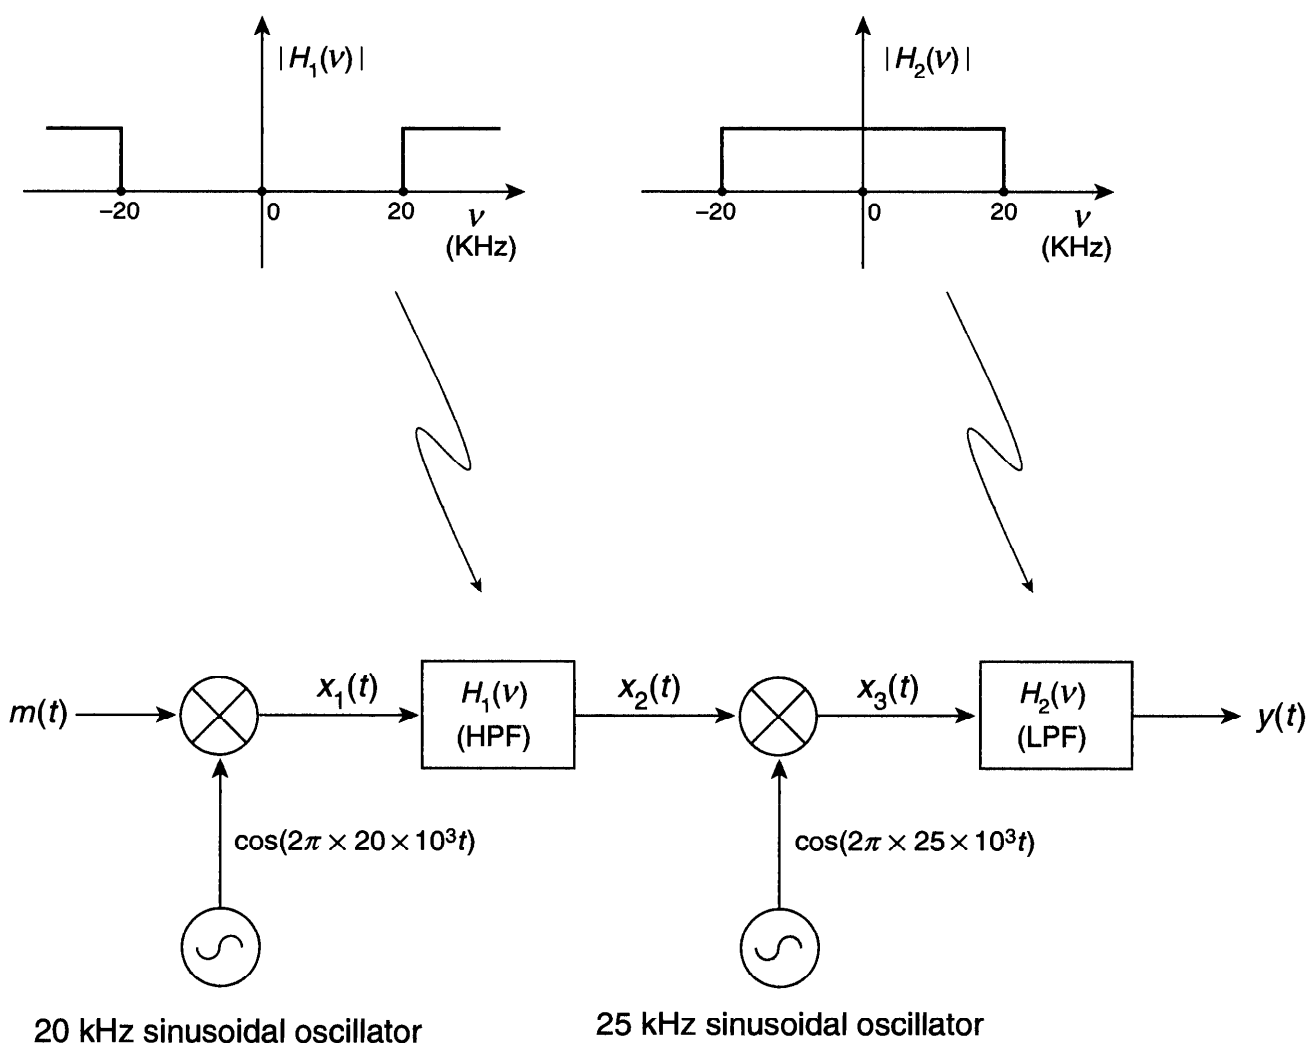 |H₁(ν)|
|H₂(ν)|
−20 0 20 ν
(KHz)
−20 0 20 ν
(KHz)
m(t)
x₁(t)
H₁(ν)
(HPF)
x₂(t)
x₃(t)
H₂(ν)
(LPF)
y(t)
cos(2π × 20 × 10³t)
cos(2π × 25 × 10³t)
20 kHz sinusoidal oscillator
25 kHz sinusoidal oscillator